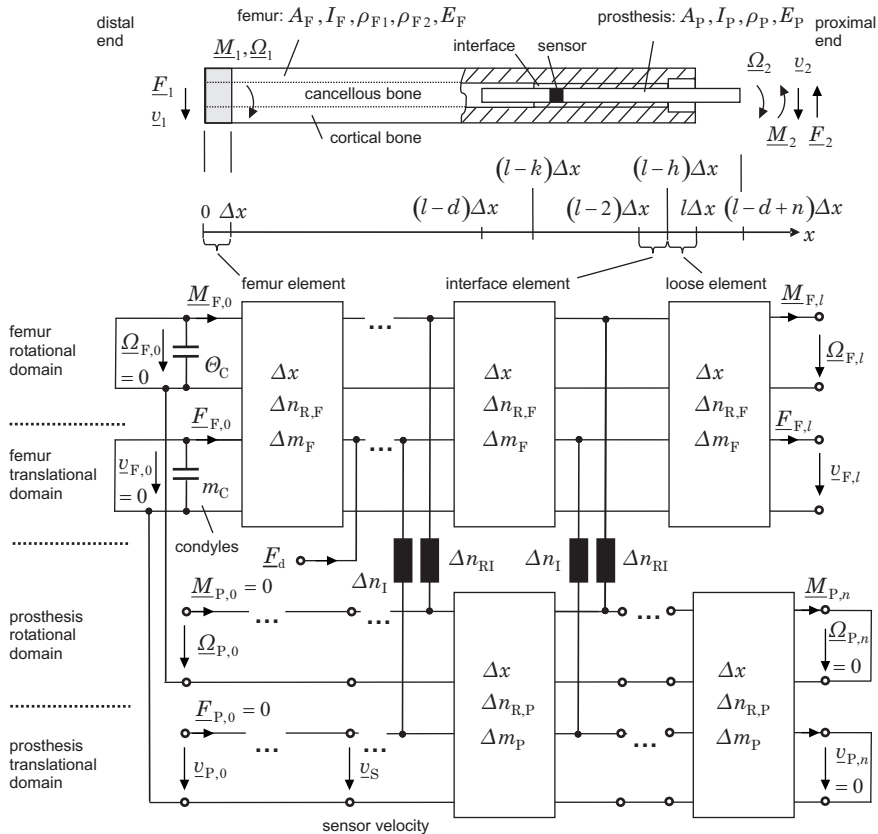 distal end
femur: A_F, I_F, ρ_F1, ρ_F2, E_F
prosthesis: A_P, I_P, ρ_P, E_P
proximal end
M_1, Ω_1
interface
sensor
Ω_2
v_2
F_1
v_1
cancellous bone
cortical bone
M_2
F_2
(l–k)Δx
(l–h)Δx
0
Δx
(l–d)Δx
(l–2)Δx
lΔx
(l–d+n)Δx
x
femur element
interface element
loose element
femur rotational domain
M_F,0
...
M_F,l
Ω_F,0 = 0
Θ_C
Δx
Δn_R,F
Δm_F
Δx
Δn_R,F
Δm_F
Δx
Δn_R,F
Δm_F
Ω_F,l
femur translational domain
F_F,0
...
F_F,l
v_F,0 = 0
m_C
v_F,l
condyles
F_d
Δn_I
Δn_RI
Δn_I
Δn_RI
prosthesis rotational domain
M_P,0 = 0
...
...
...
M_P,n
Ω_P,0
Δx
Δn_R,P
Δm_P
Δx
Δn_R,P
Δm_P
Ω_P,n = 0
prosthesis translational domain
F_P,0 = 0
...
...
...
v_P,0
v_S
v_P,n = 0
sensor velocity